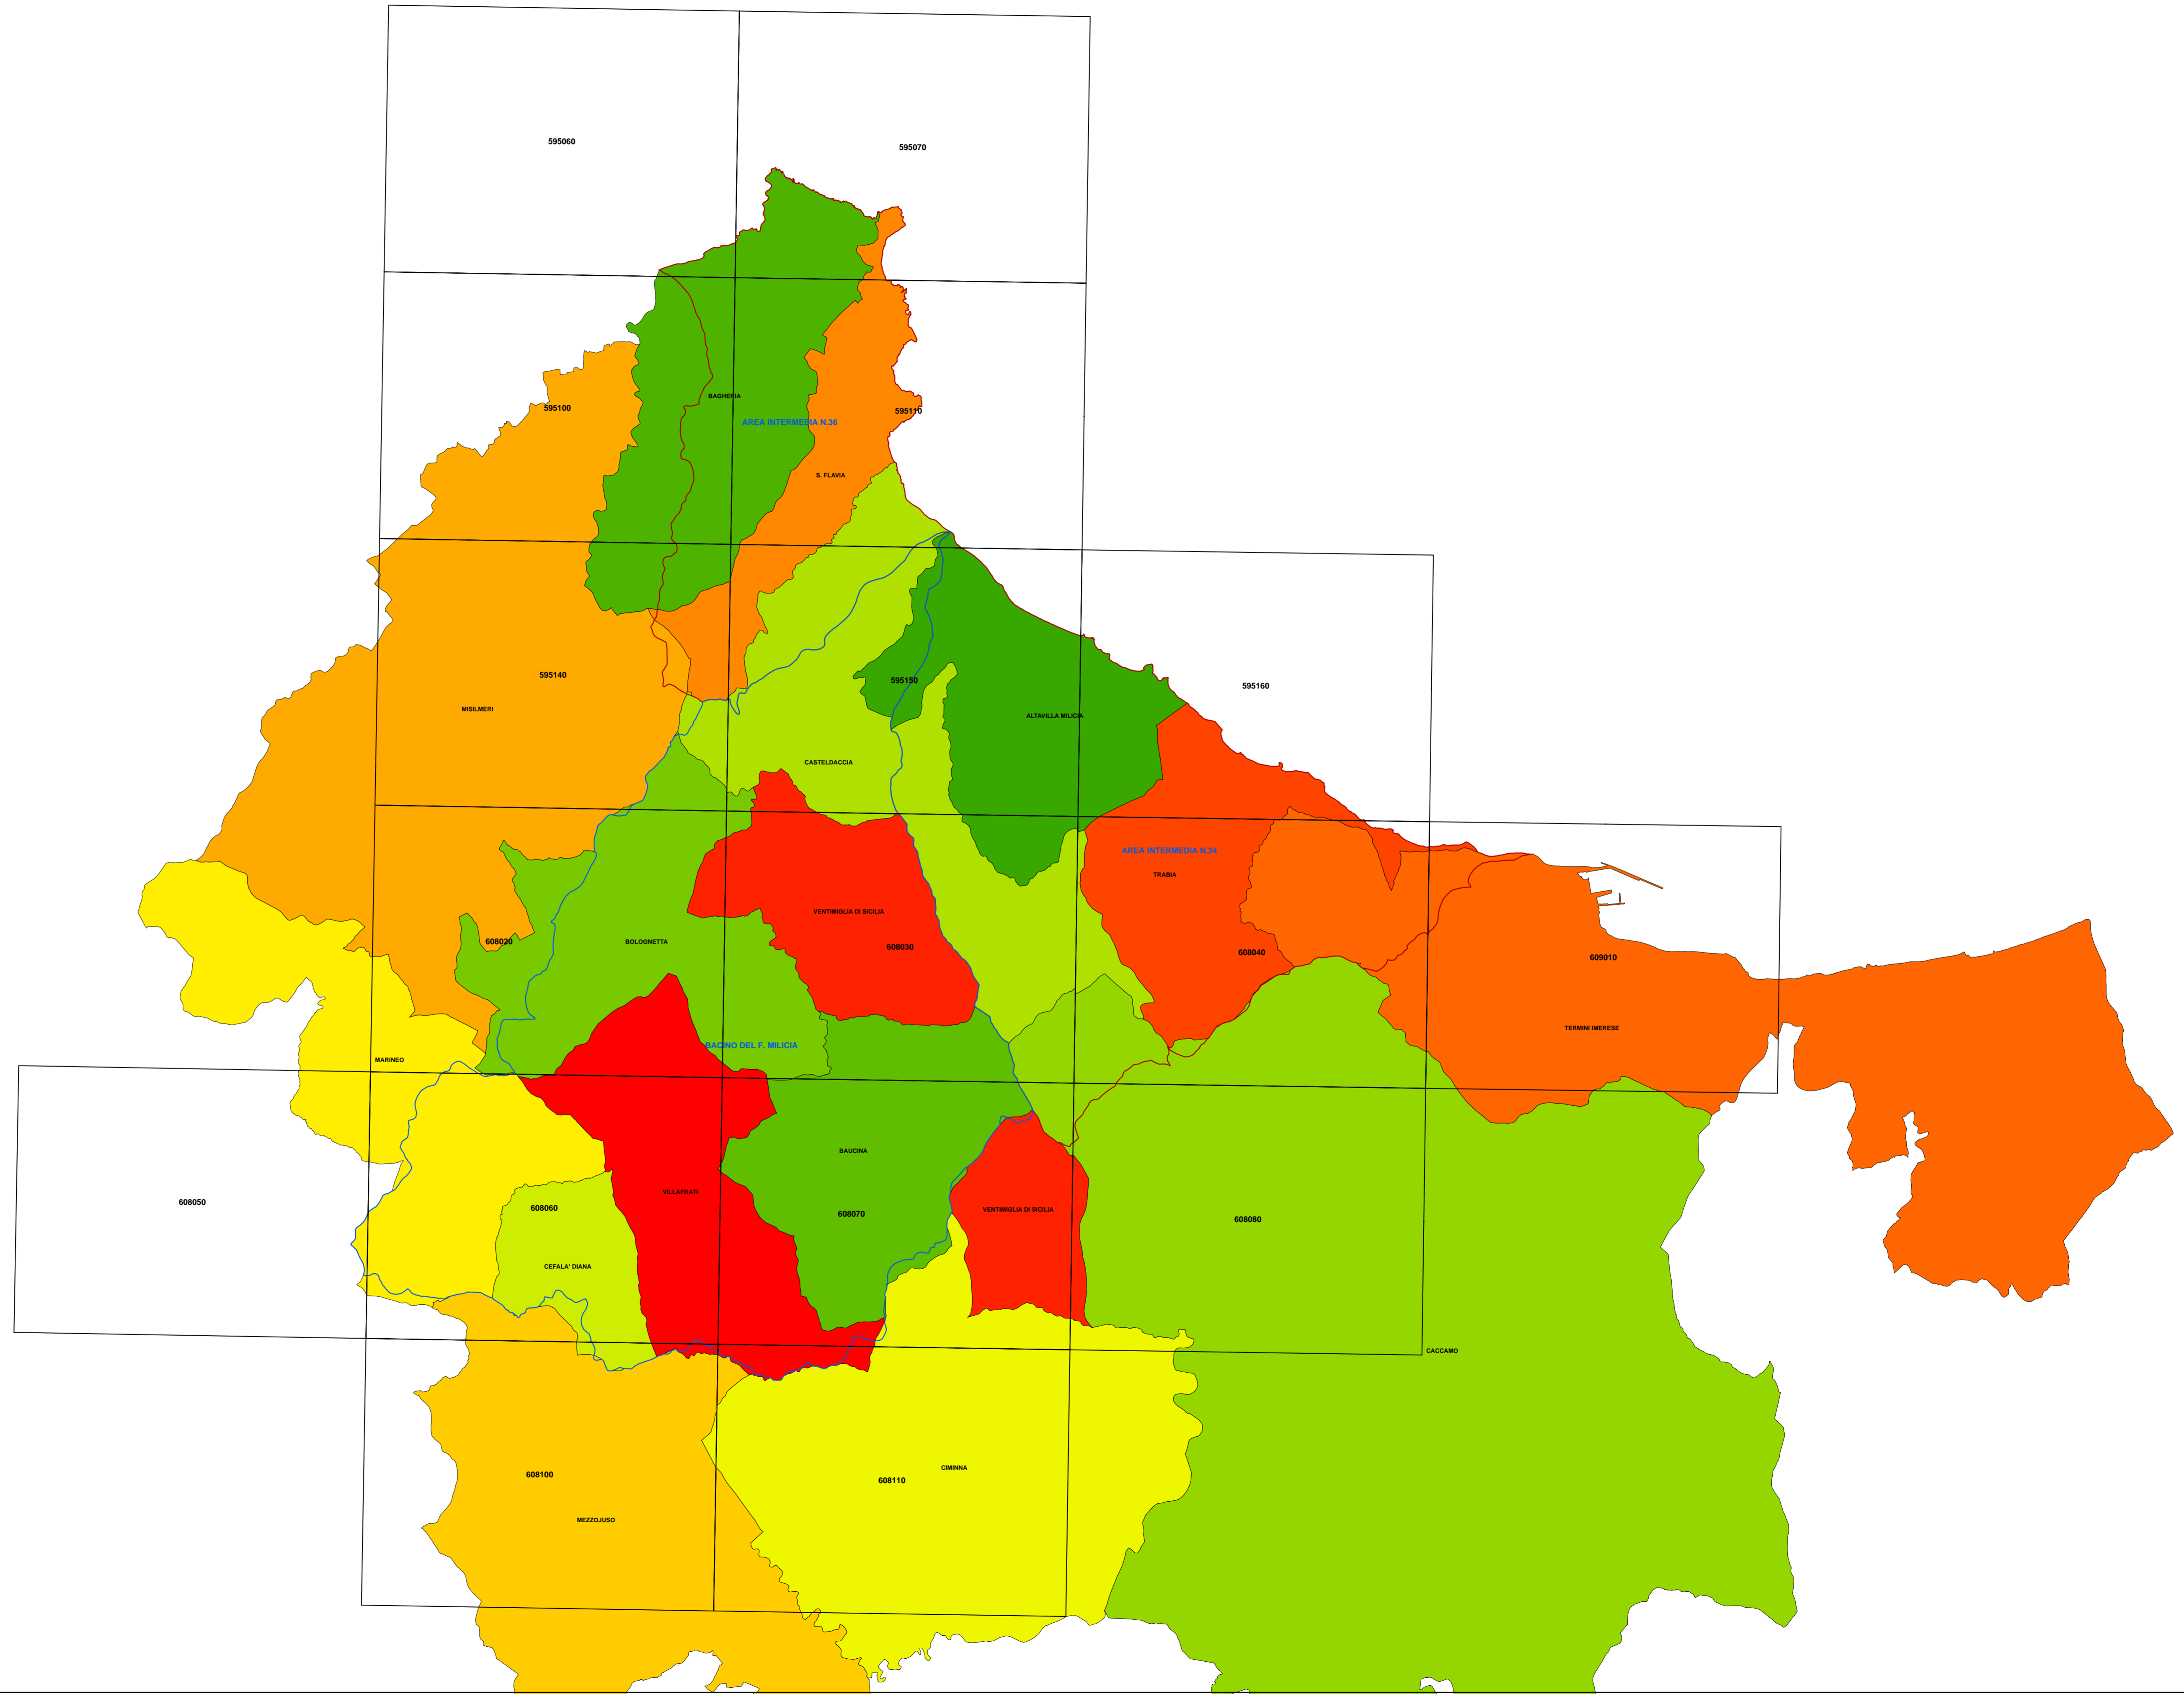 595060
595070
BAGHERIA
595100
595110
AREA INTERMEDIA N.36
S. FLAVIA
595140
595150
595160
MISILMERI
ALTAVILLA MILICIA
CASTELDACCIA
AREA INTERMEDIA N.34
TRABIA
VENTIMIGLIA DI SICILIA
608020
BOLOGNETTA
608030
608040
609010
TERMINI IMERESE
BACINO DEL F. MILICIA
MARINEO
BAUCINA
VILLAFRATI
608050
608060
608070
VENTIMIGLIA DI SICILIA
608080
CEFALA' DIANA
CACCAMO
CIMINNA
608100
608110
MEZZOJUSO